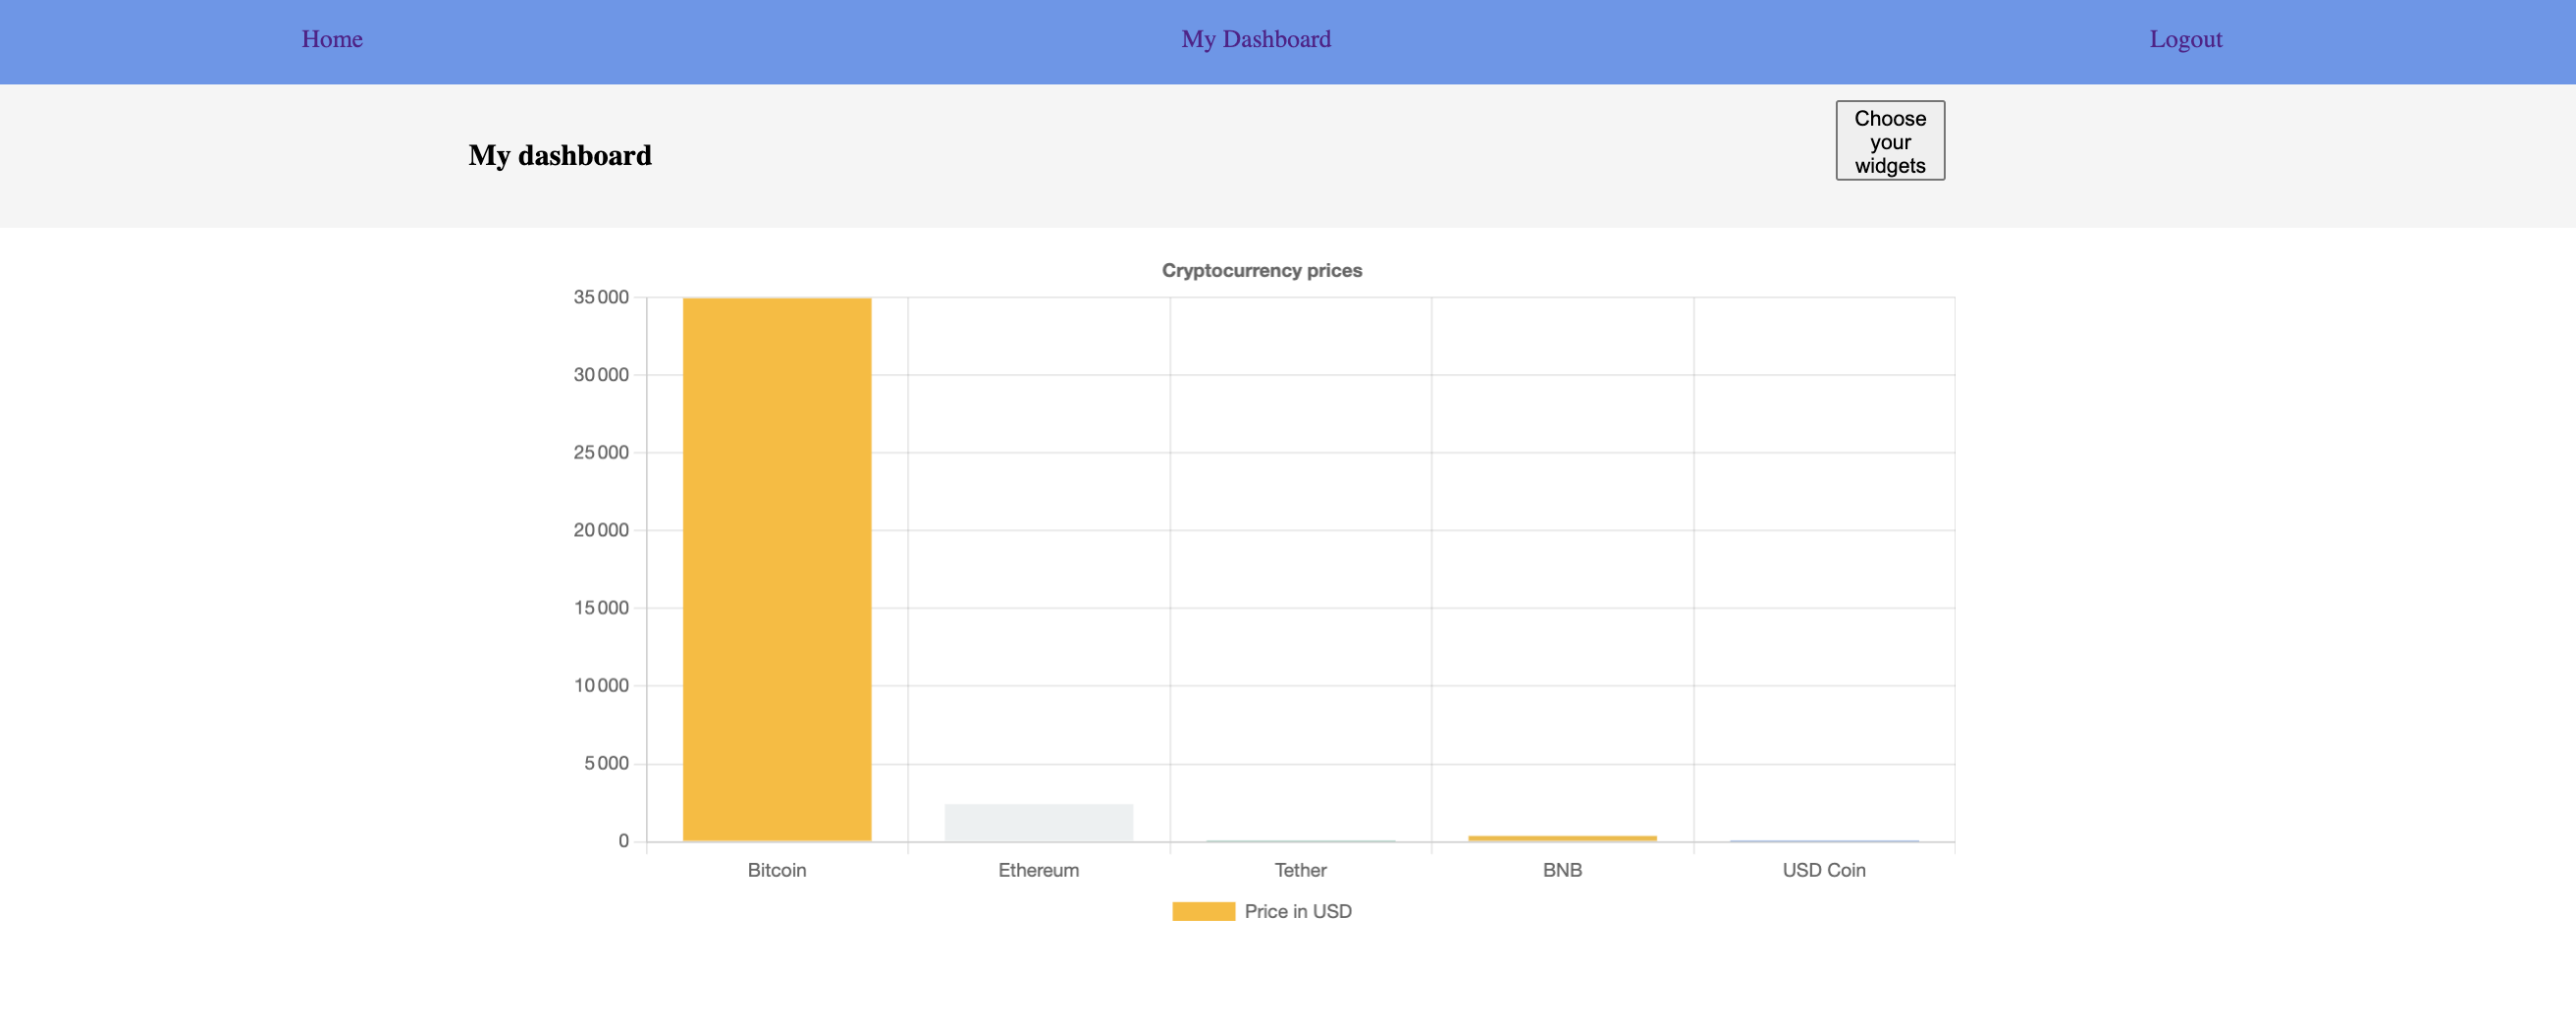 Home My Dashboard Logout
My dashboard
Choose
your
widgets
Cryptocurrency prices
35 000
30 000
25 000
20 000
15 000
10 000
5 000
0
Bitcoin Ethereum Tether BNB USD Coin
Price in USD